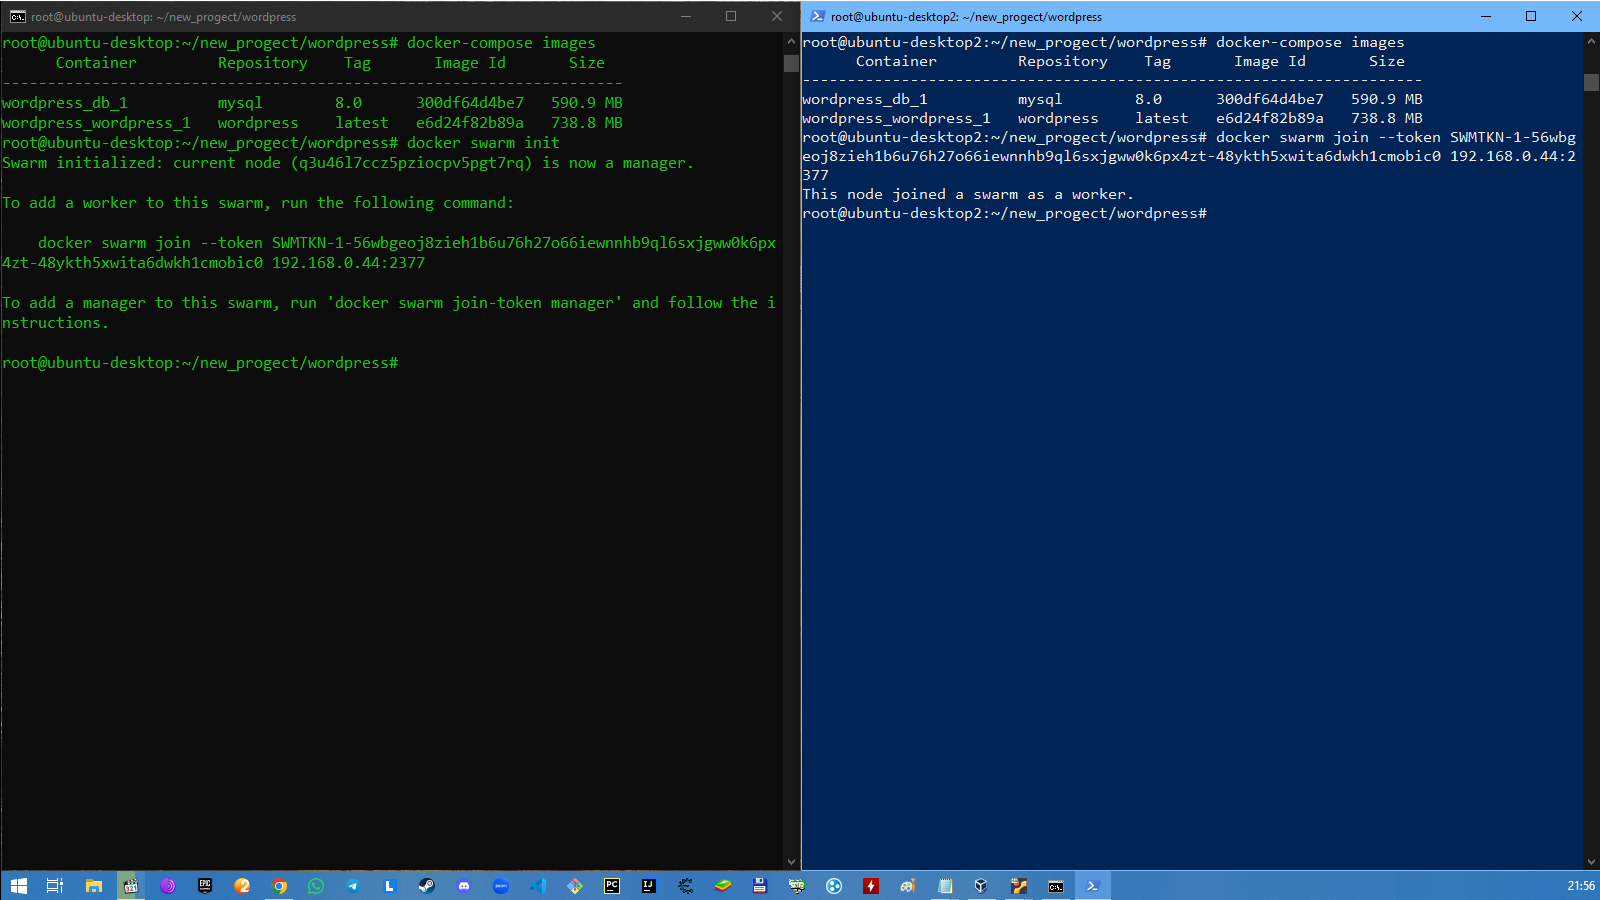 root@ubuntu-desktop: ~/new_progect/wordpress
root@ubuntu-desktop:~/new_progect/wordpress# docker-compose images
Container Repository Tag Image Id Size
---------------------------------------------------------------------
wordpress_db_1 mysql 8.0 300df64d4be7 590.9 MB
wordpress_wordpress_1 wordpress latest e6d24f82b89a 738.8 MB
root@ubuntu-desktop:~/new_progect/wordpress# docker swarm init
Swarm initialized: current node (q3u46l7ccz5pziocpv5pgt7rq) is now a manager.
To add a worker to this swarm, run the following command:
docker swarm join --token SWMTKN-1-56wbgeoj8zieh1b6u76h27o66iewnnhb9ql6sxjgww0k6px
4zt-48ykth5xwita6dwkh1cmobic0 192.168.0.44:2377
To add a manager to this swarm, run 'docker swarm join-token manager' and follow the i
nstructions.
root@ubuntu-desktop:~/new_progect/wordpress#
root@ubuntu-desktop2: ~/new_progect/wordpress
root@ubuntu-desktop2:~/new_progect/wordpress# docker-compose images
Container Repository Tag Image Id Size
---------------------------------------------------------------------
wordpress_db_1 mysql 8.0 300df64d4be7 590.9 MB
wordpress_wordpress_1 wordpress latest e6d24f82b89a 738.8 MB
root@ubuntu-desktop2:~/new_progect/wordpress# docker swarm join --token SWMTKN-1-56wbg
eoj8zieh1b6u76h27o66iewnnhb9ql6sxjgww0k6px4zt-48ykth5xwita6dwkh1cmobic0 192.168.0.44:2
377
This node joined a swarm as a worker.
root@ubuntu-desktop2:~/new_progect/wordpress#
21:56